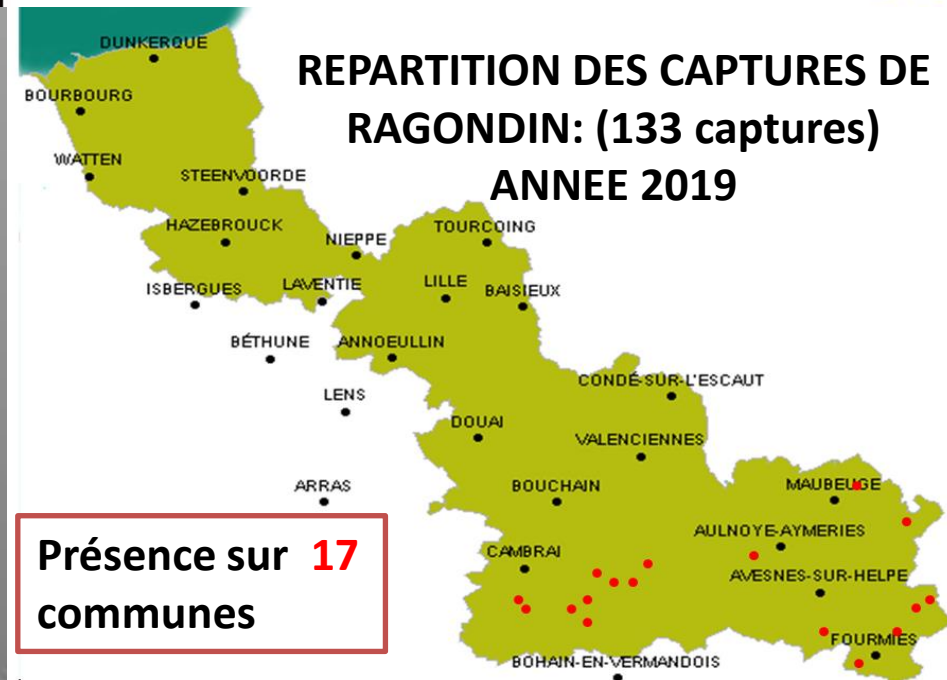 REPARTITION DES CAPTURES DE
RAGONDIN: (133 captures)
ANNEE 2019
DUNKERQUE
BOURBOURG
WATTEN
STEENVOORDE
HAZEBROUCK
NIEPPE
TOURCOING
ISBERGUES
LAVENTIE
LILLE
BAISIEUX
BÉTHUNE
ANNOEULLIN
LENS
CONDÉ-SUR-L'ESCAUT
DOUAI
VALENCIENNES
ARRAS
BOUCHAIN
MAUBEUGE
CAMBRAI
AULNOYE-AYMERIES
AVESNES-SUR-HELPE
FOURMIES
BOHAIN-EN-VERMANDOIS
Présence sur 17
communes